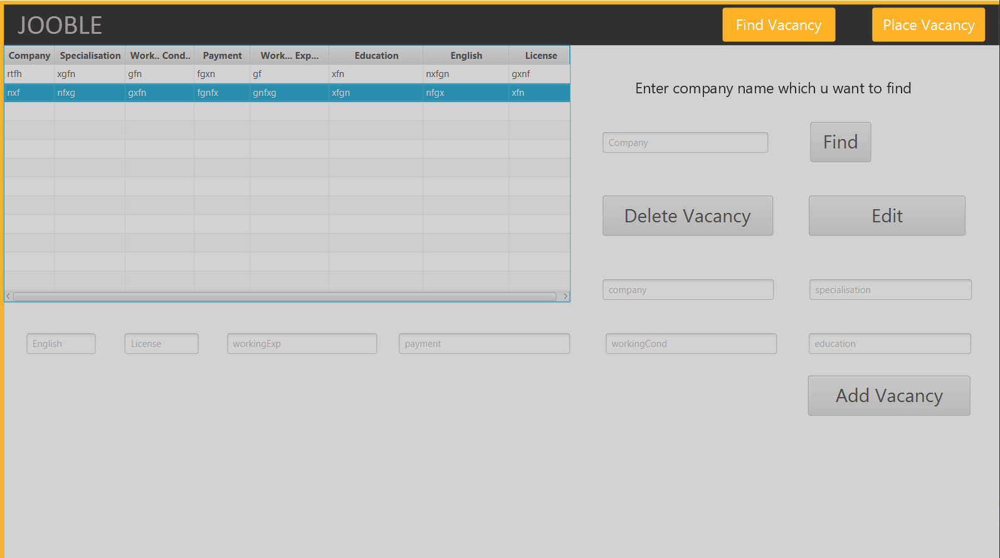 JOOBLE
Find Vacancy
Place Vacancy
Company Specialisation Work.. Cond.. Payment Work... Exp... Education English License
rtfh xgfn gfn fgxn gf xfn nxfgn gxnf
nxf nfxg gxfn fgnfx gnfxg xfgn nfgx xfn
Enter company name which u want to find
Company
Find
Delete Vacancy
Edit
company
specialisation
English
License
workingExp
payment
workingCond
education
Add Vacancy